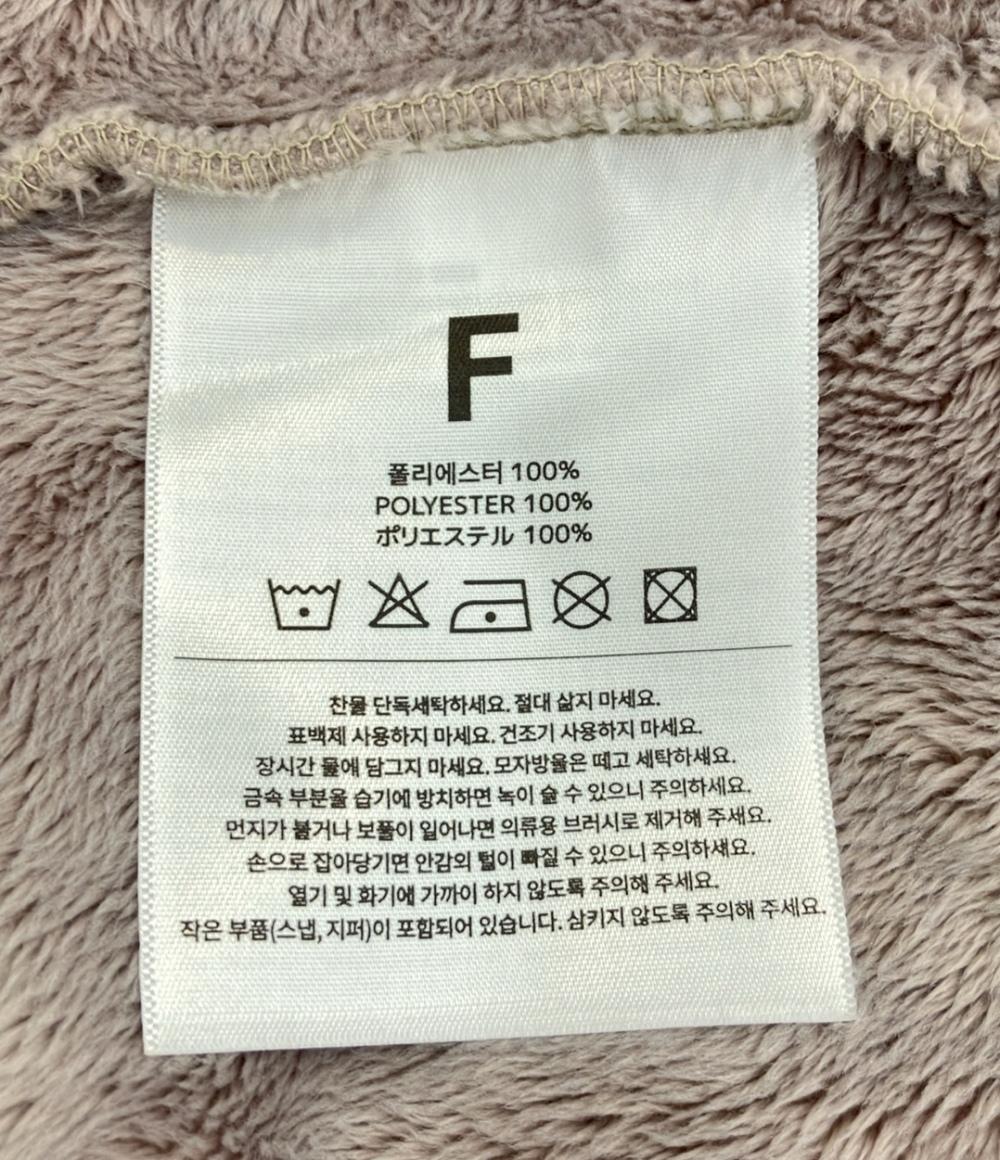 F
폴리에스터 100%
POLYESTER 100%
ポリエステル 100%
찬물 단독세탁하세요. 절대 삶지 마세요.
표백제 사용하지 마세요. 건조기 사용하지 마세요.
장시간 물에 담그지 마세요. 모자방울은 떼고 세탁하세요.
금속 부분을 습기에 방치하면 녹이 슬 수 있으니 주의하세요.
먼지가 붙거나 보풀이 일어나면 의류용 브러시로 제거해 주세요.
손으로 잡아당기면 안감의 털이 빠질 수 있으니 주의하세요.
열기 및 화기에 가까이 하지 않도록 주의해 주세요.
작은 부품(스냅, 지퍼)이 포함되어 있습니다. 삼키지 않도록 주의해 주세요.